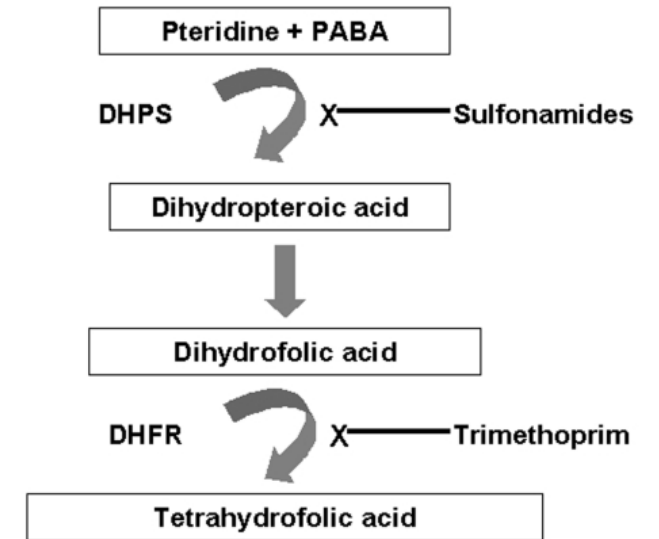 Pteridine + PABA
DHPS X Sulfonamides
Dihydropteroic acid
Dihydrofolic acid
DHFR X Trimethoprim
Tetrahydrofolic acid